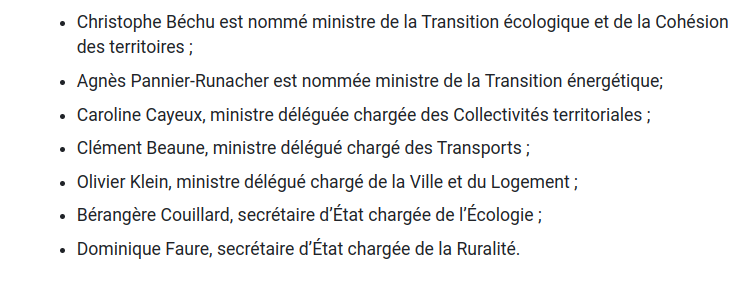 • Christophe Béchu est nommé ministre de la Transition écologique et de la Cohésion
des territoires ;
• Agnès Pannier-Runacher est nommée ministre de la Transition énergétique;
• Caroline Cayeux, ministre déléguée chargée des Collectivités territoriales ;
• Clément Beaune, ministre délégué chargé des Transports ;
• Olivier Klein, ministre délégué chargé de la Ville et du Logement ;
• Bérangère Couillard, secrétaire d’État chargée de l’Écologie ;
• Dominique Faure, secrétaire d’État chargée de la Ruralité.